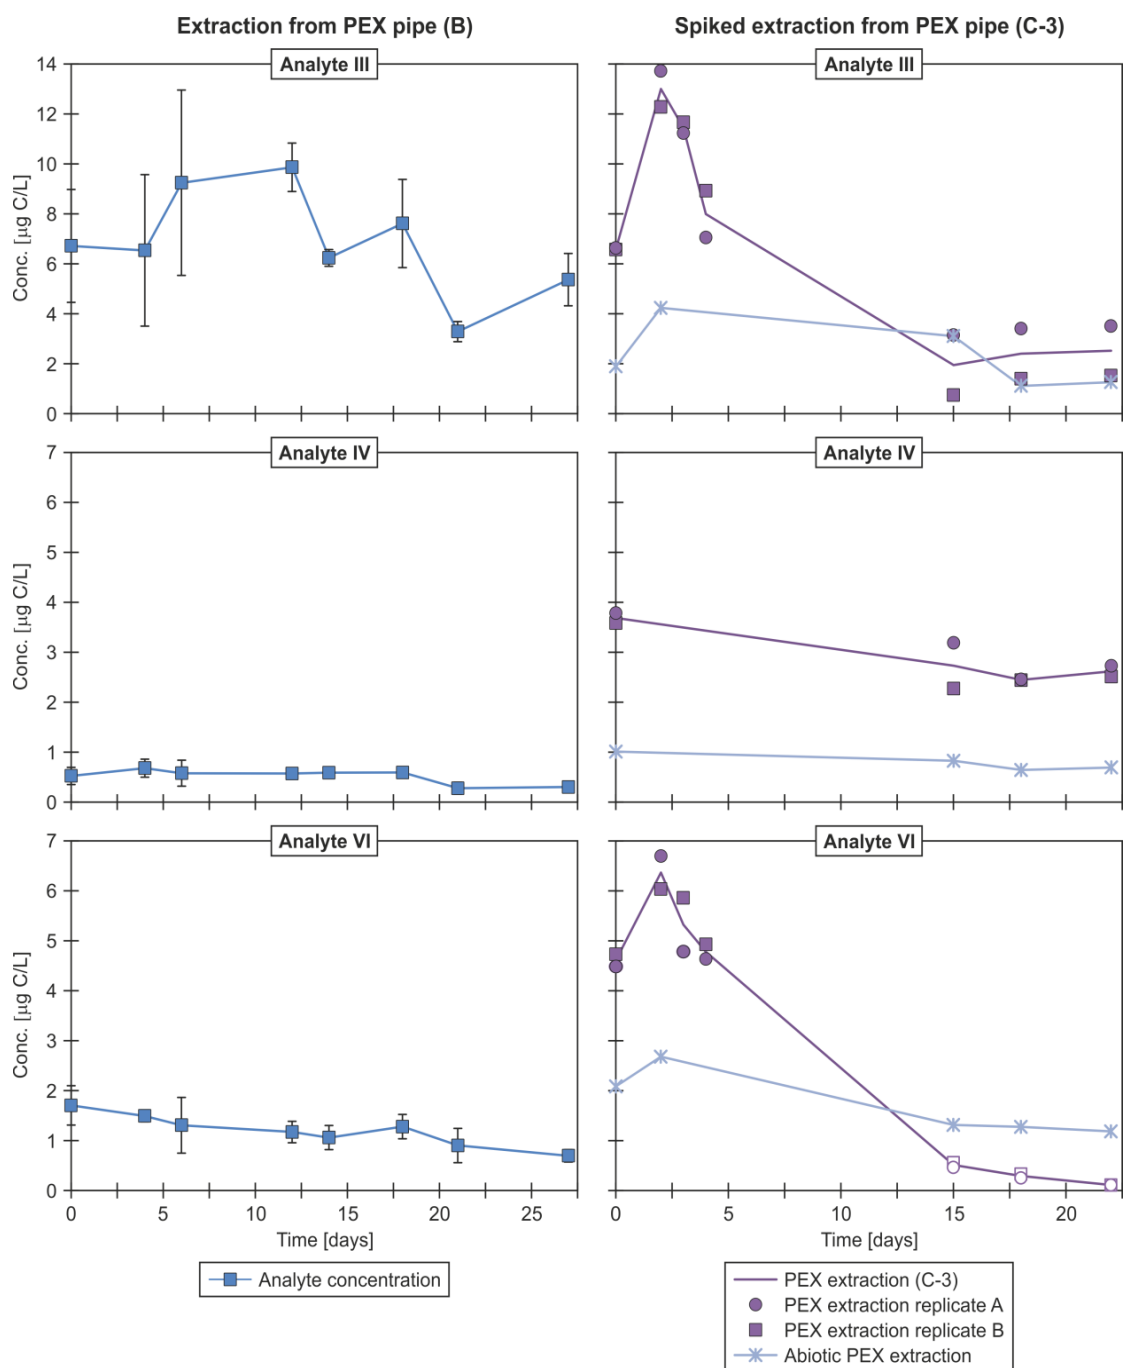 Extraction from PEX pipe (B)
Spiked extraction from PEX pipe (C-3)
Analyte III
14
12
10
8
6
4
2
0
Conc. [µg C/L]
Analyte III
Analyte IV
7
6
5
4
3
2
1
0
Analyte IV
Analyte VI
7
6
5
4
3
2
1
0
Conc. [µg C/L]
0 5 10 15 20 25
Time [days]
Analyte concentration
Analyte VI
0 5 10 15 20
Time [days]
PEX extraction (C-3)
PEX extraction replicate A
PEX extraction replicate B
Abiotic PEX extraction